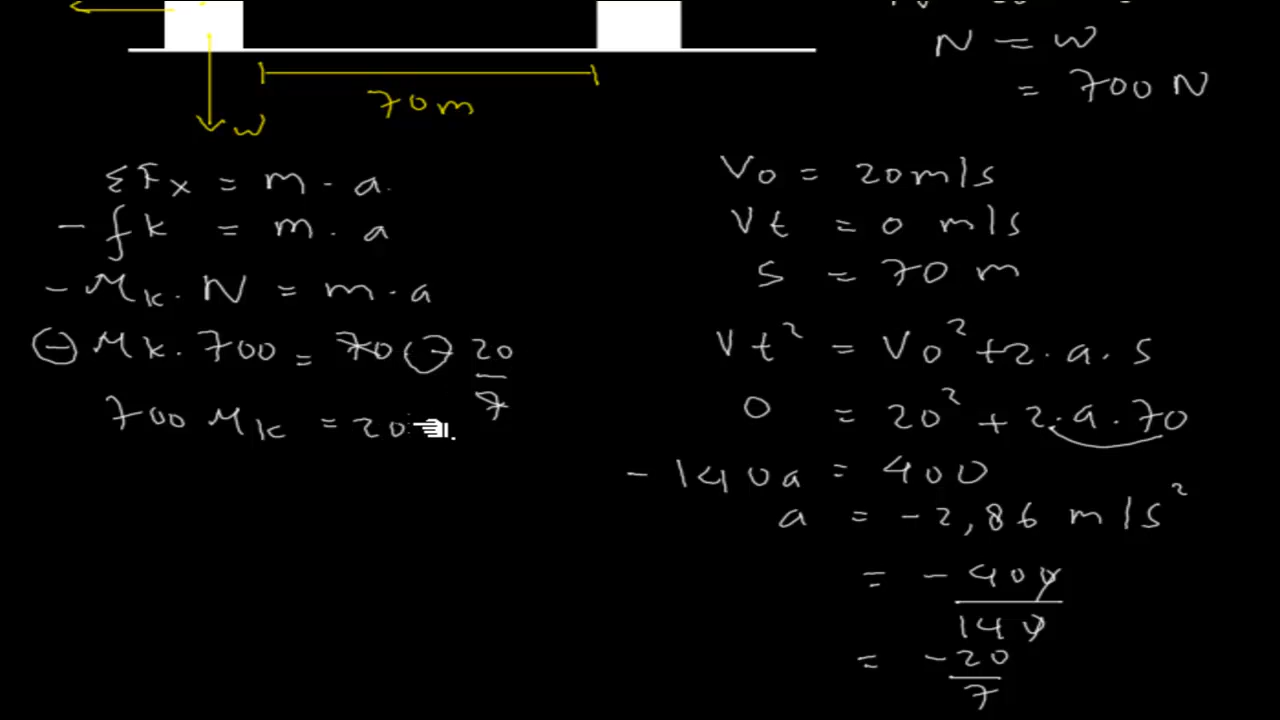 N = w
= 700 N
70 m
w
ΣFx = m . a
- fk = m . a
- μk . N = m . a
- μk . 700 = 70 - 20/7
700 μk = 20
Vo = 20 m/s
Vt = 0 m/s
s = 70 m
Vt² = Vo² + 2 . a . s
0 = 20² + 2 . a . 70
- 140a = 400
a = -2,86 m/s²
= - 400/140
= -20/7